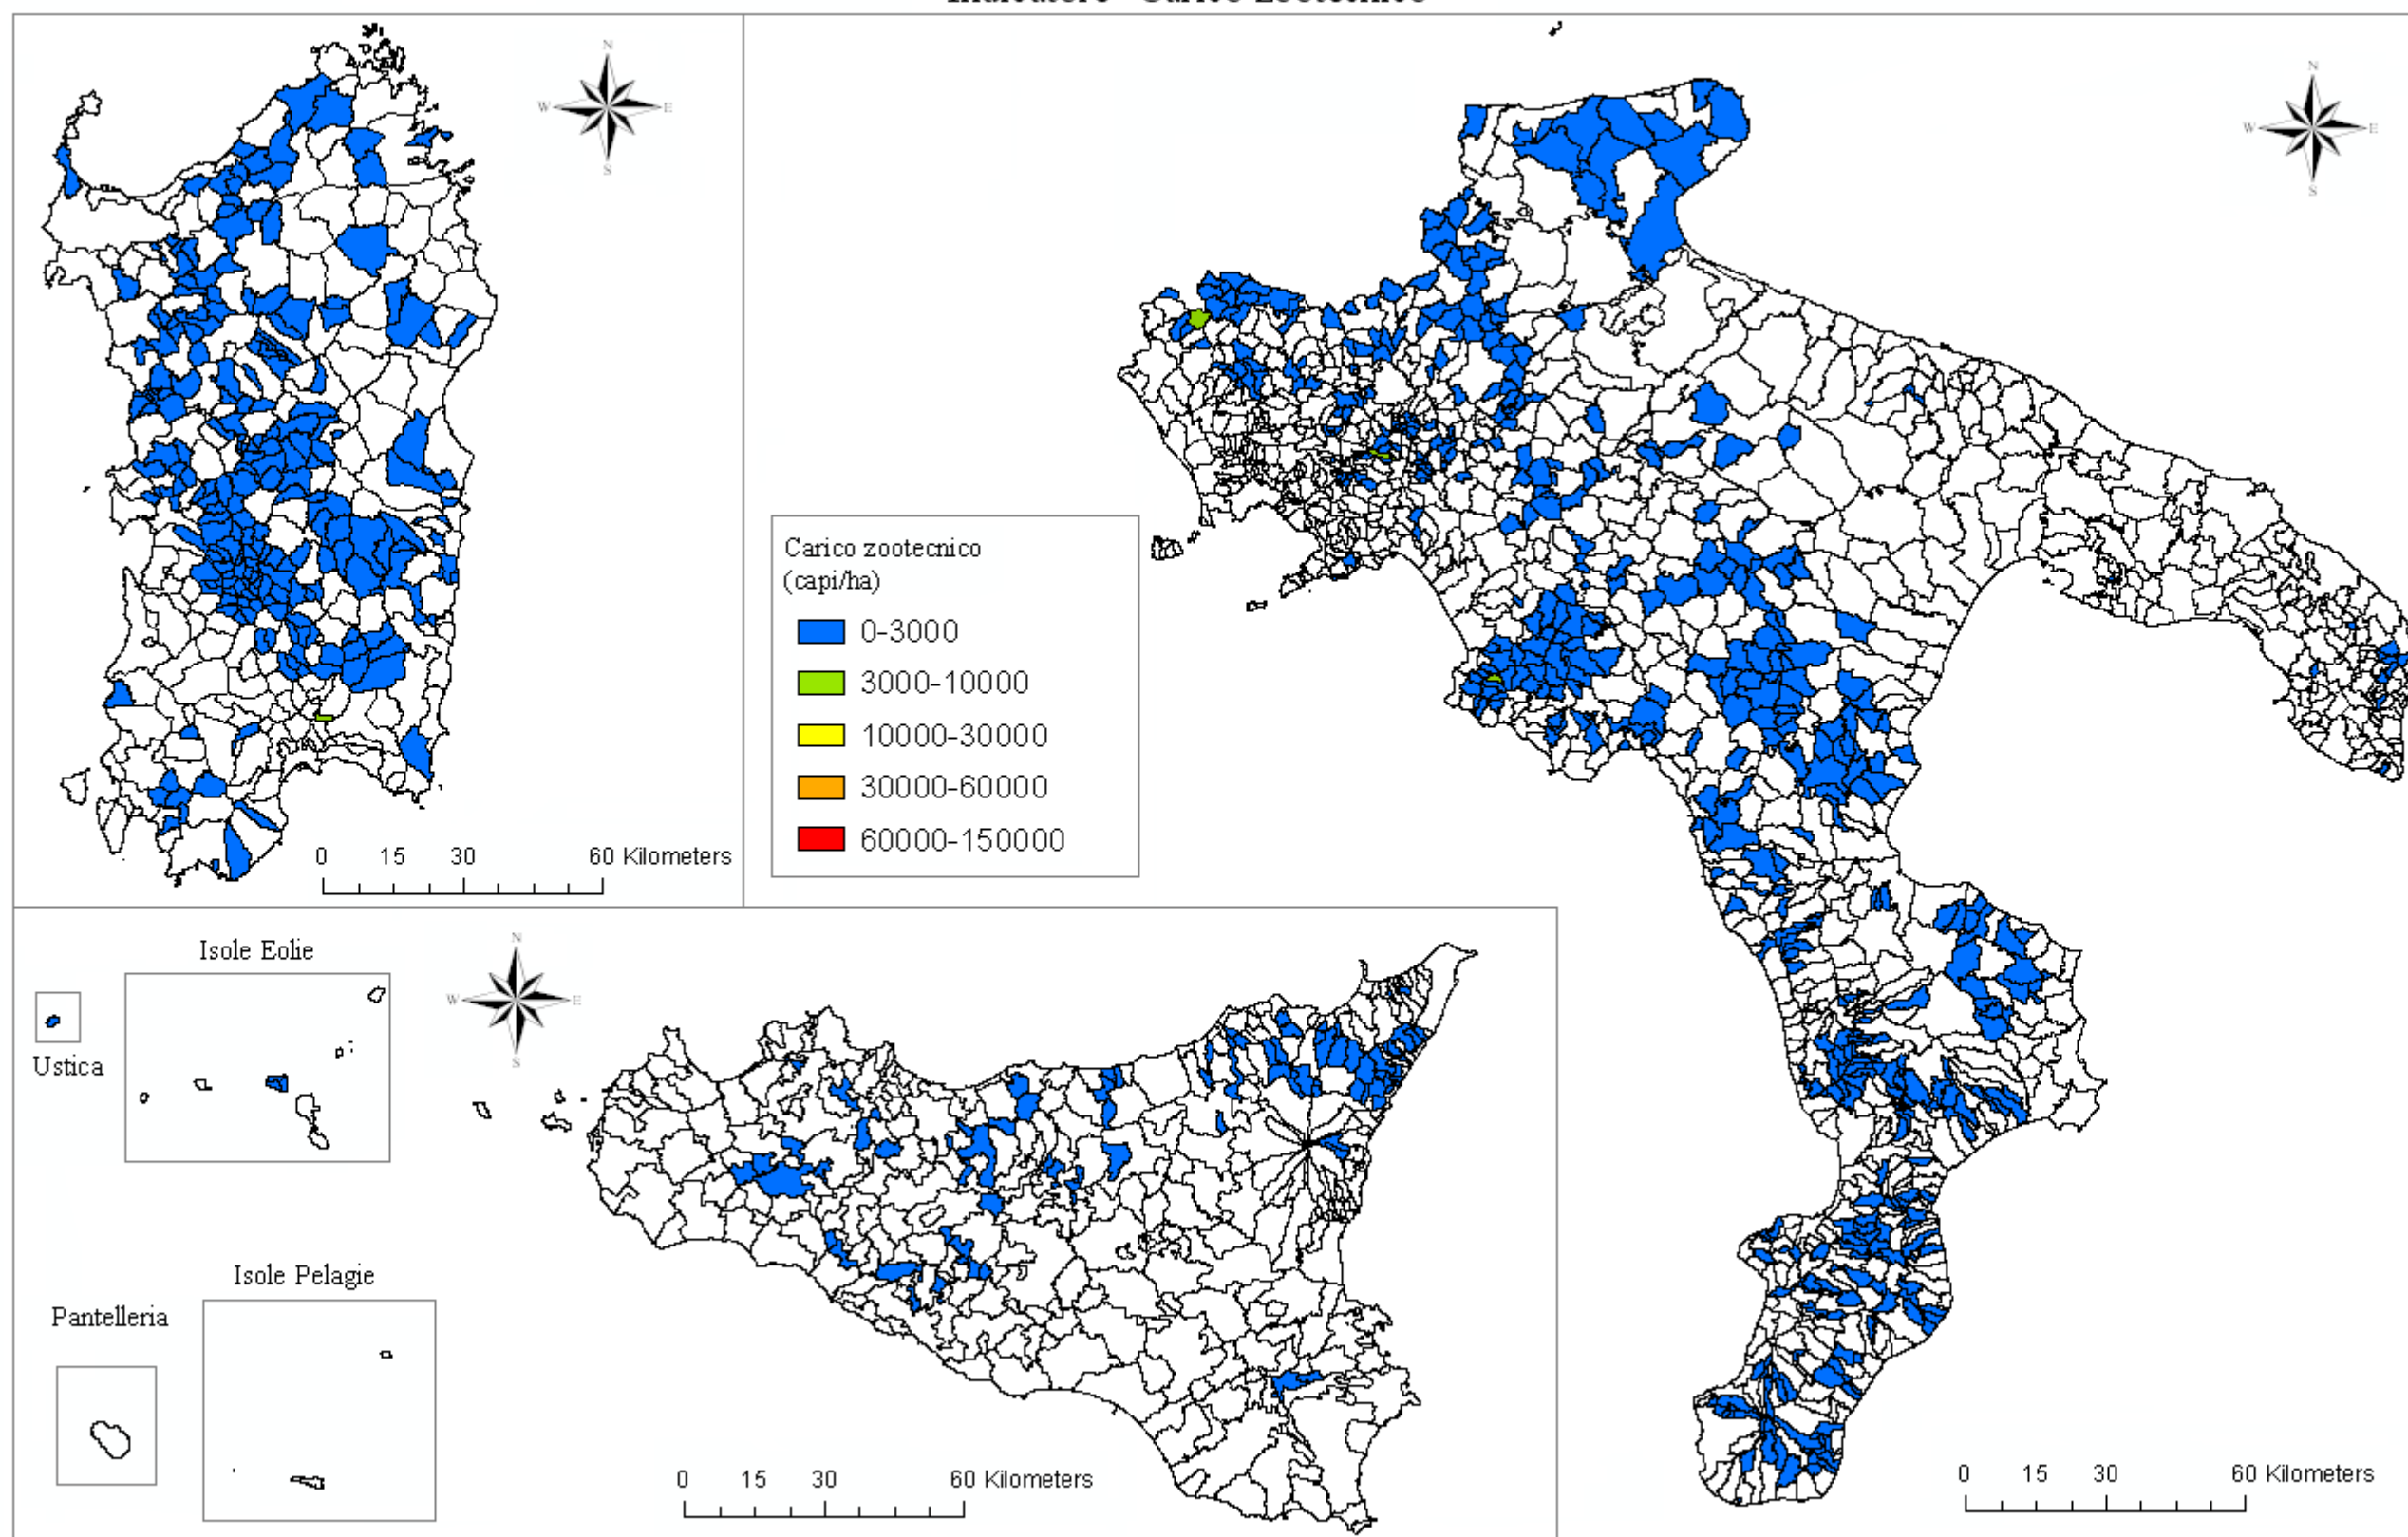 N
W E
S
N
W E
S
Carico zootecnico
(capi/ha)
0-3000
3000-10000
10000-30000
30000-60000
60000-150000
0 15 30 60 Kilometers
Isole Eolie
N
W E
S
Ustica
Isole Pelagie
Pantelleria
0 15 30 60 Kilometers
0 15 30 60 Kilometers